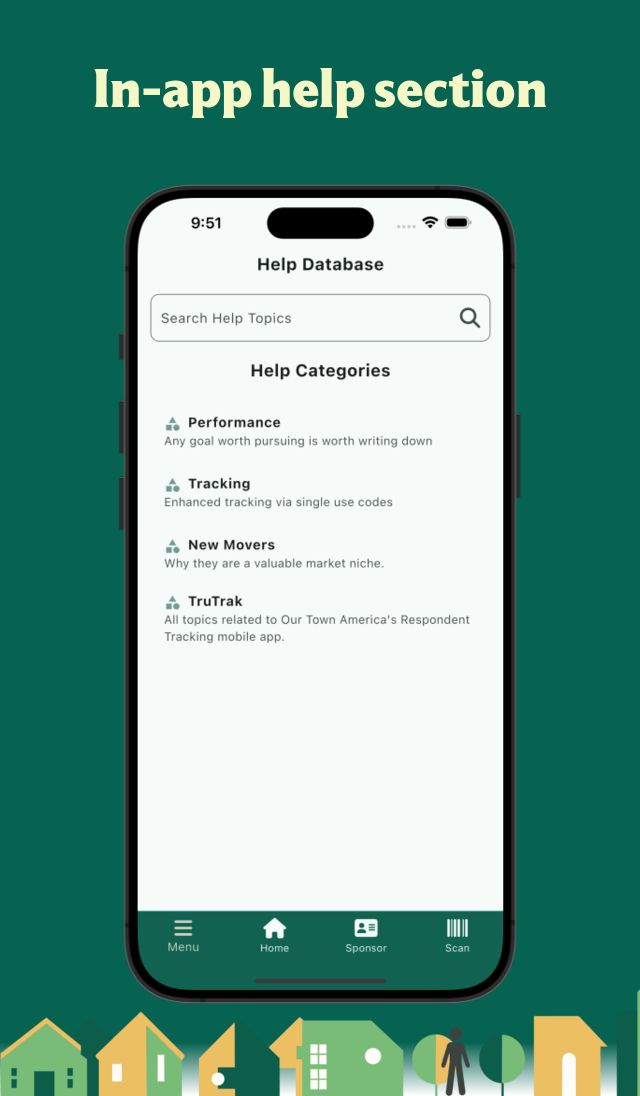 In-app help section
9:51
Help Database
Search Help Topics
Help Categories
Performance
Any goal worth pursuing is worth writing down
Tracking
Enhanced tracking via single use codes
New Movers
Why they are a valuable market niche.
TruTrak
All topics related to Our Town America's Respondent
Tracking mobile app.
Menu
Home
Sponsor
Scan